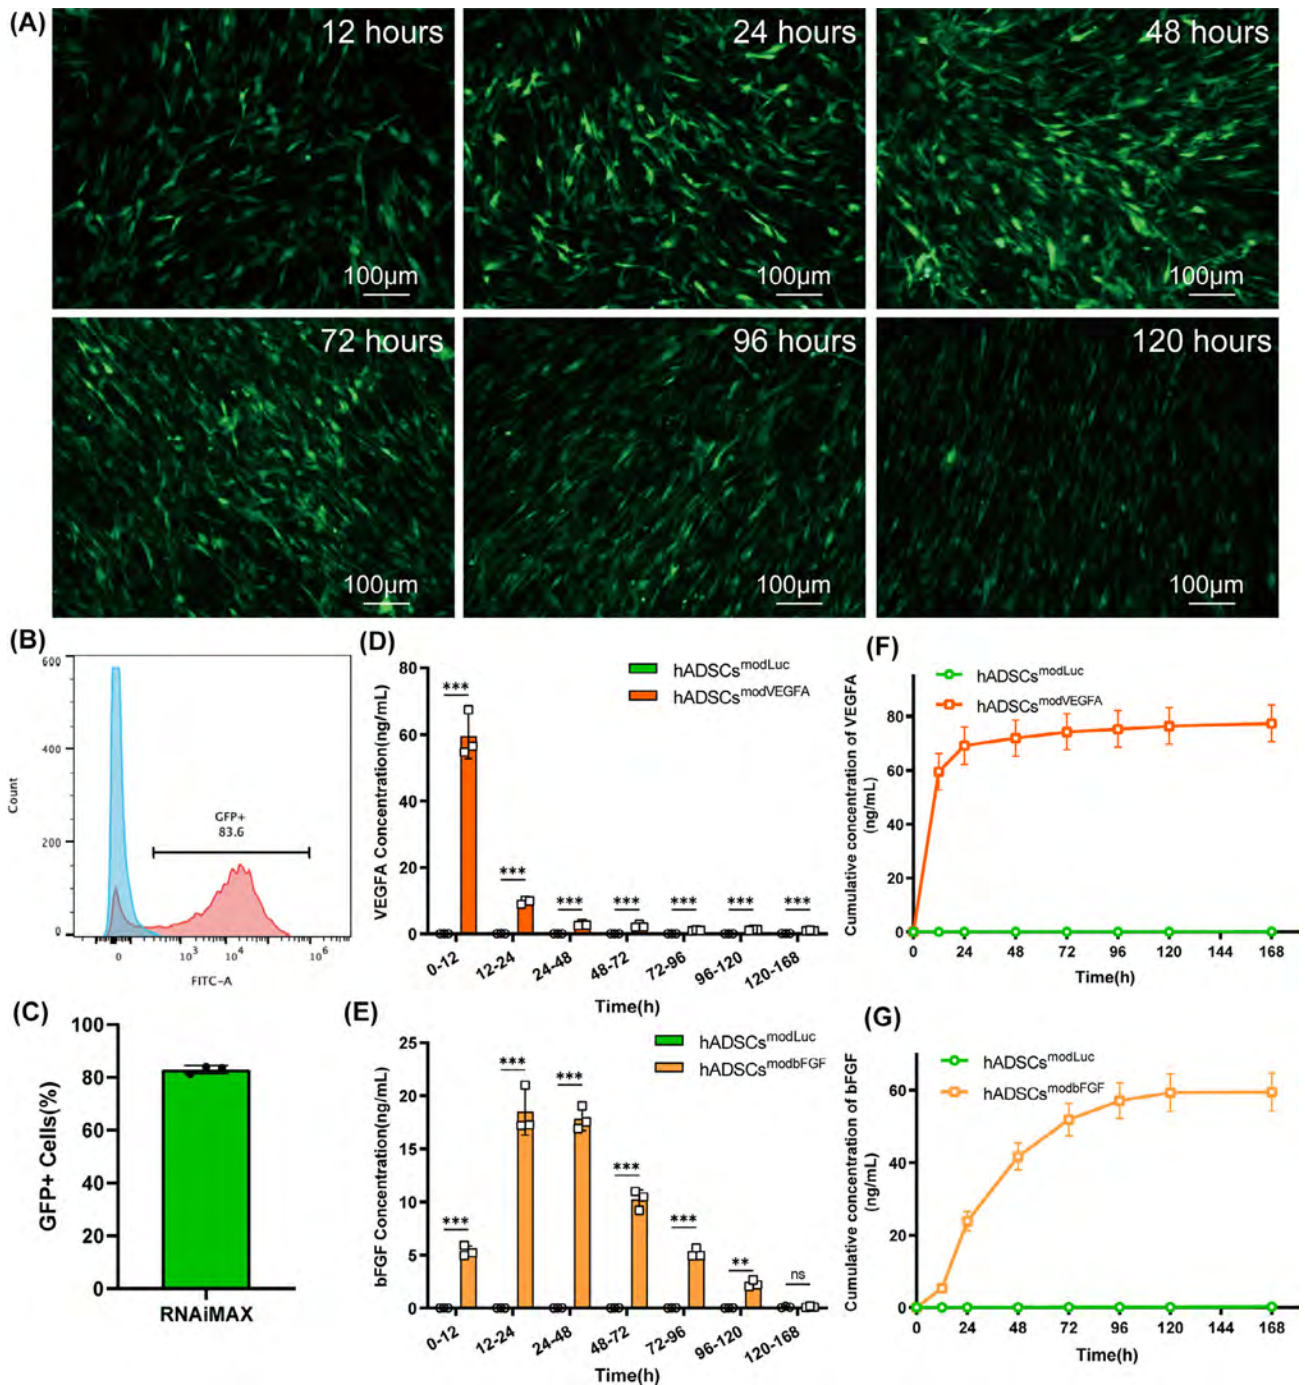 (A)
12 hours
24 hours
48 hours
100μm
100μm
100μm
72 hours
96 hours
120 hours
100μm
100μm
100μm
(B)
600
400
200
0
Count
GFP+
83.6
0
10^3
10^4
10^6
FITC-A
(C)
100
80
60
40
20
0
GFP+ Cells(%)
RNAiMAX
(D)
80
60
40
20
0
VEGFA Concentration(ng/mL)
hADSCs^modLuc
hADSCs^modVEGFA
***
***
***
***
***
***
***
0-12
12-24
24-48
48-72
72-96
96-120
120-168
Time(h)
(E)
25
20
15
10
5
0
bFGF Concentration(ng/mL)
hADSCs^modLuc
hADSCs^modbFGF
***
***
***
***
***
**
ns
0-12
12-24
24-48
48-72
72-96
96-120
120-168
Time(h)
(F)
hADSCs^modLuc
hADSCs^modVEGFA
80
60
40
20
0
Cumulative concentration of VEGFA
(ng/mL)
0
24
48
72
96
120
144
168
Time(h)
(G)
hADSCs^modLuc
hADSCs^modbFGF
60
40
20
0
Cumulative concentration of bFGF
(ng/mL)
0
24
48
72
96
120
144
168
Time(h)